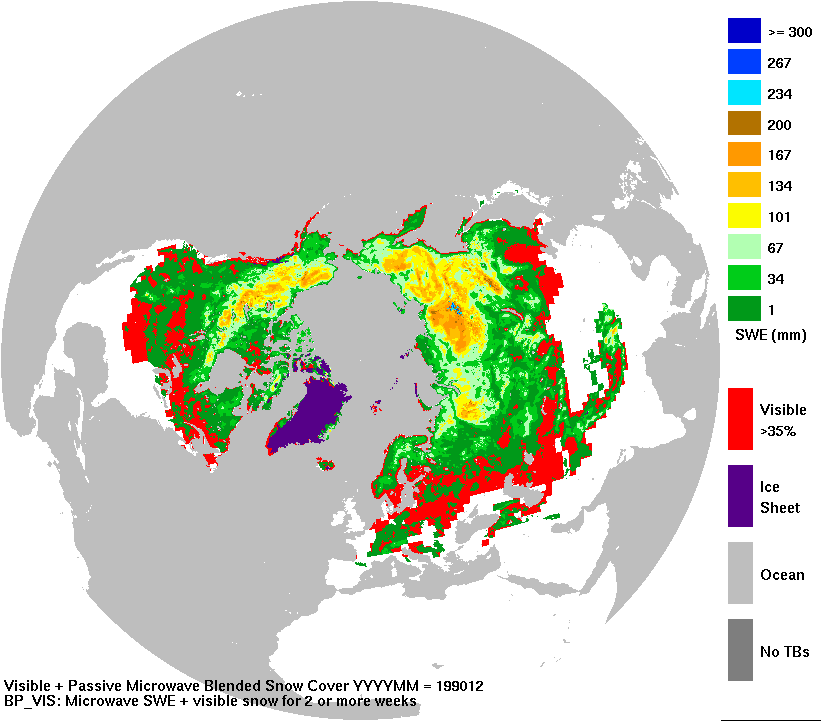 >= 300
267
234
200
167
134
101
67
34
1
SWE (mm)
Visible
>35%
Ice
Sheet
Ocean
No TBs
Visible + Passive Microwave Blended Snow Cover YYYYMM = 199012
BP_VIS: Microwave SWE + visible snow for 2 or more weeks